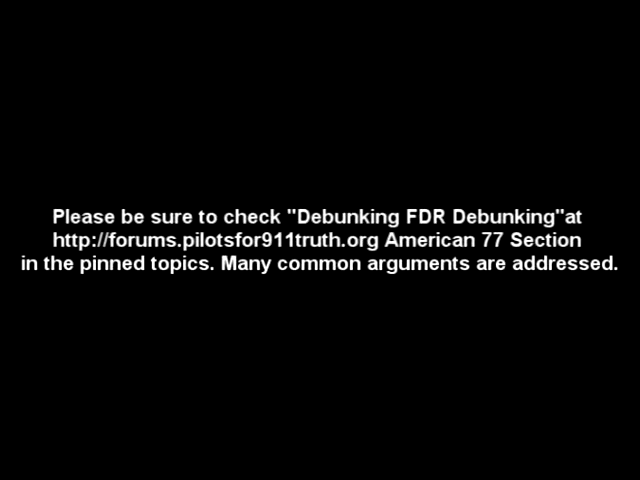 Please be sure to check "Debunking FDR Debunking"at
http://forums.pilotsfor911truth.org American 77 Section
in the pinned topics. Many common arguments are addressed.